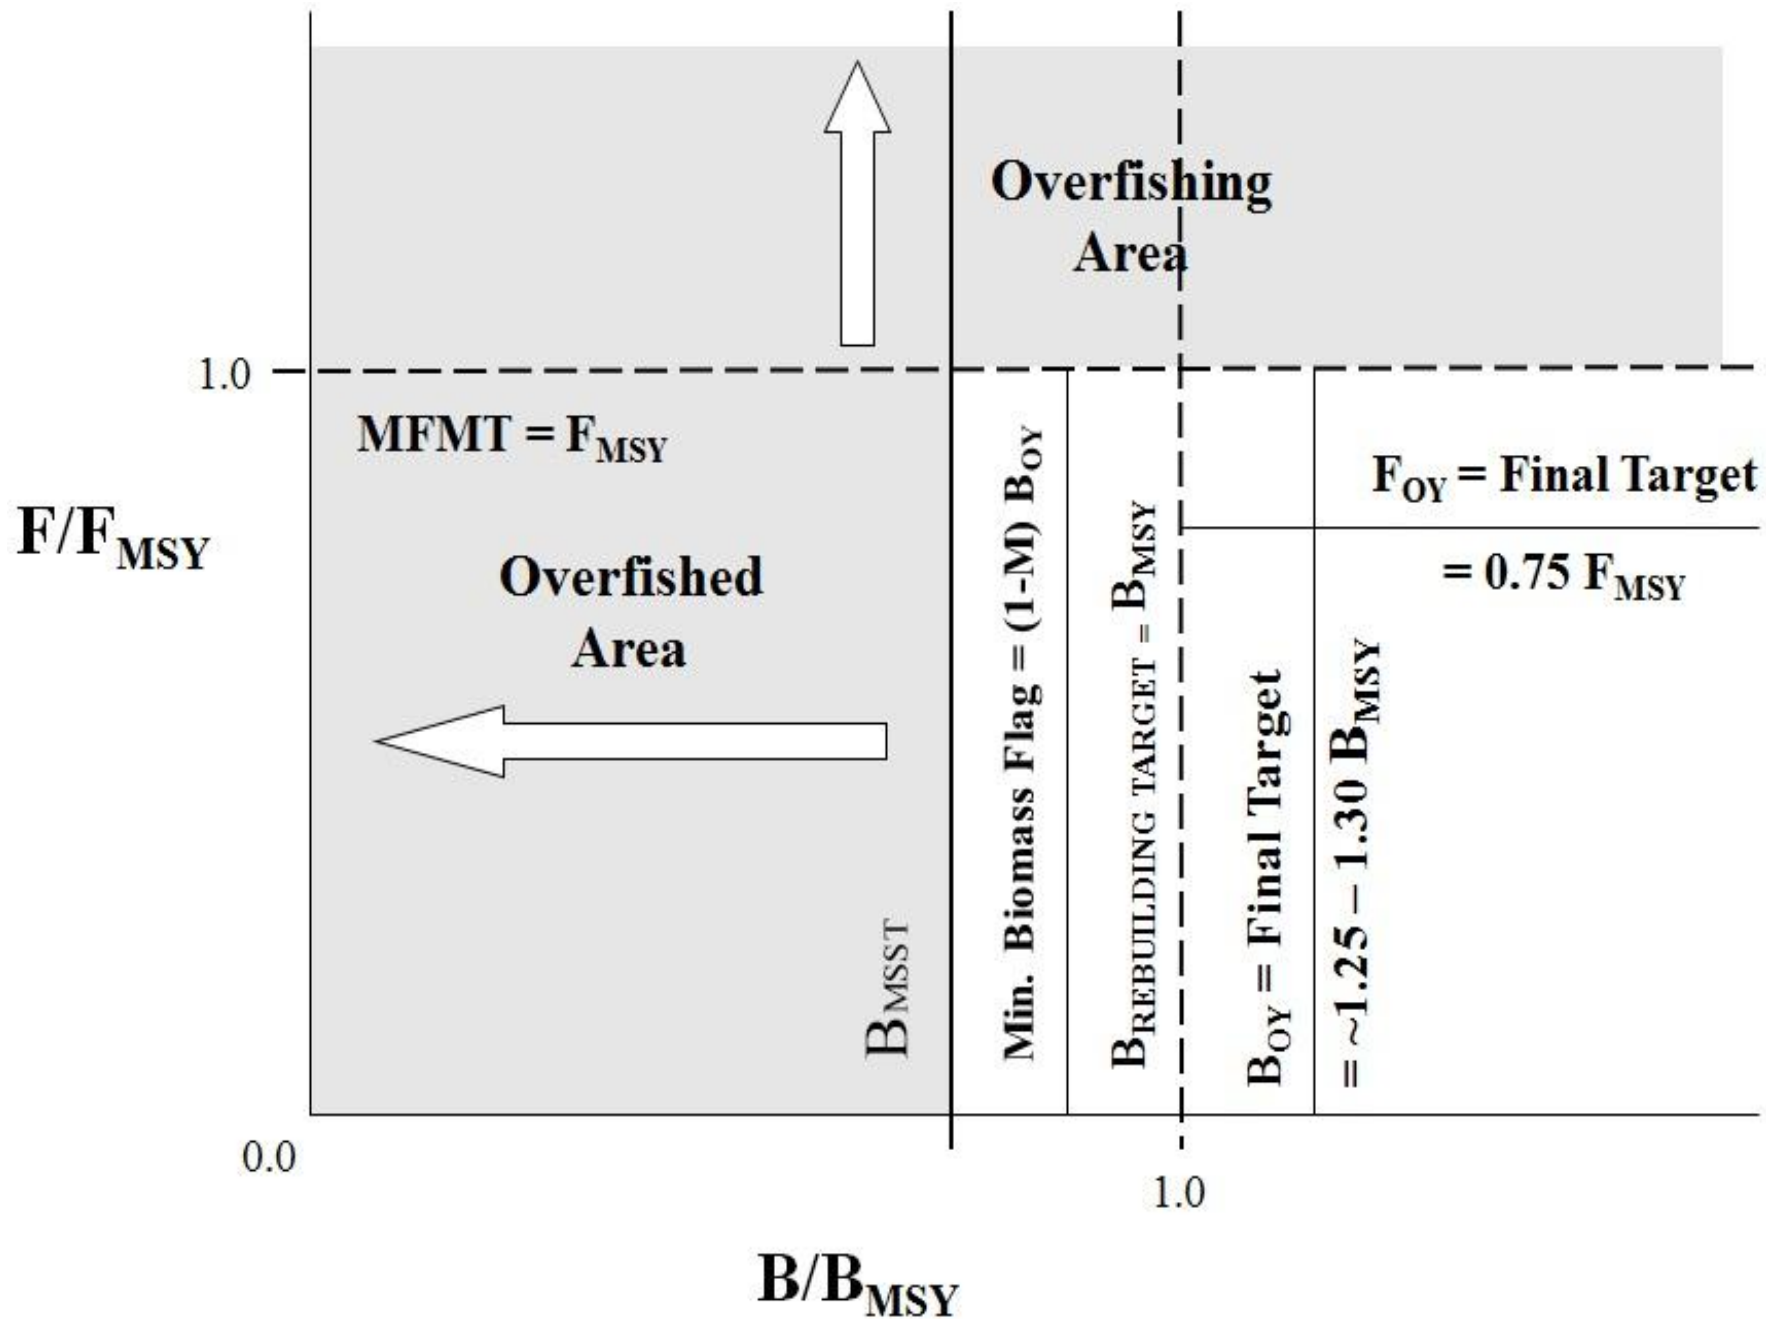 Overfishing
Area
1.0
MFMT = FMSY
F/FMSY
Overfished
Area
BMSST
Min. Biomass Flag = (1-M) BOY
BREBUILDING TARGET = BMSY
BOY = Final Target
= ~1.25 – 1.30 BMSY
FOY = Final Target
= 0.75 FMSY
0.0
1.0
B/BMSY